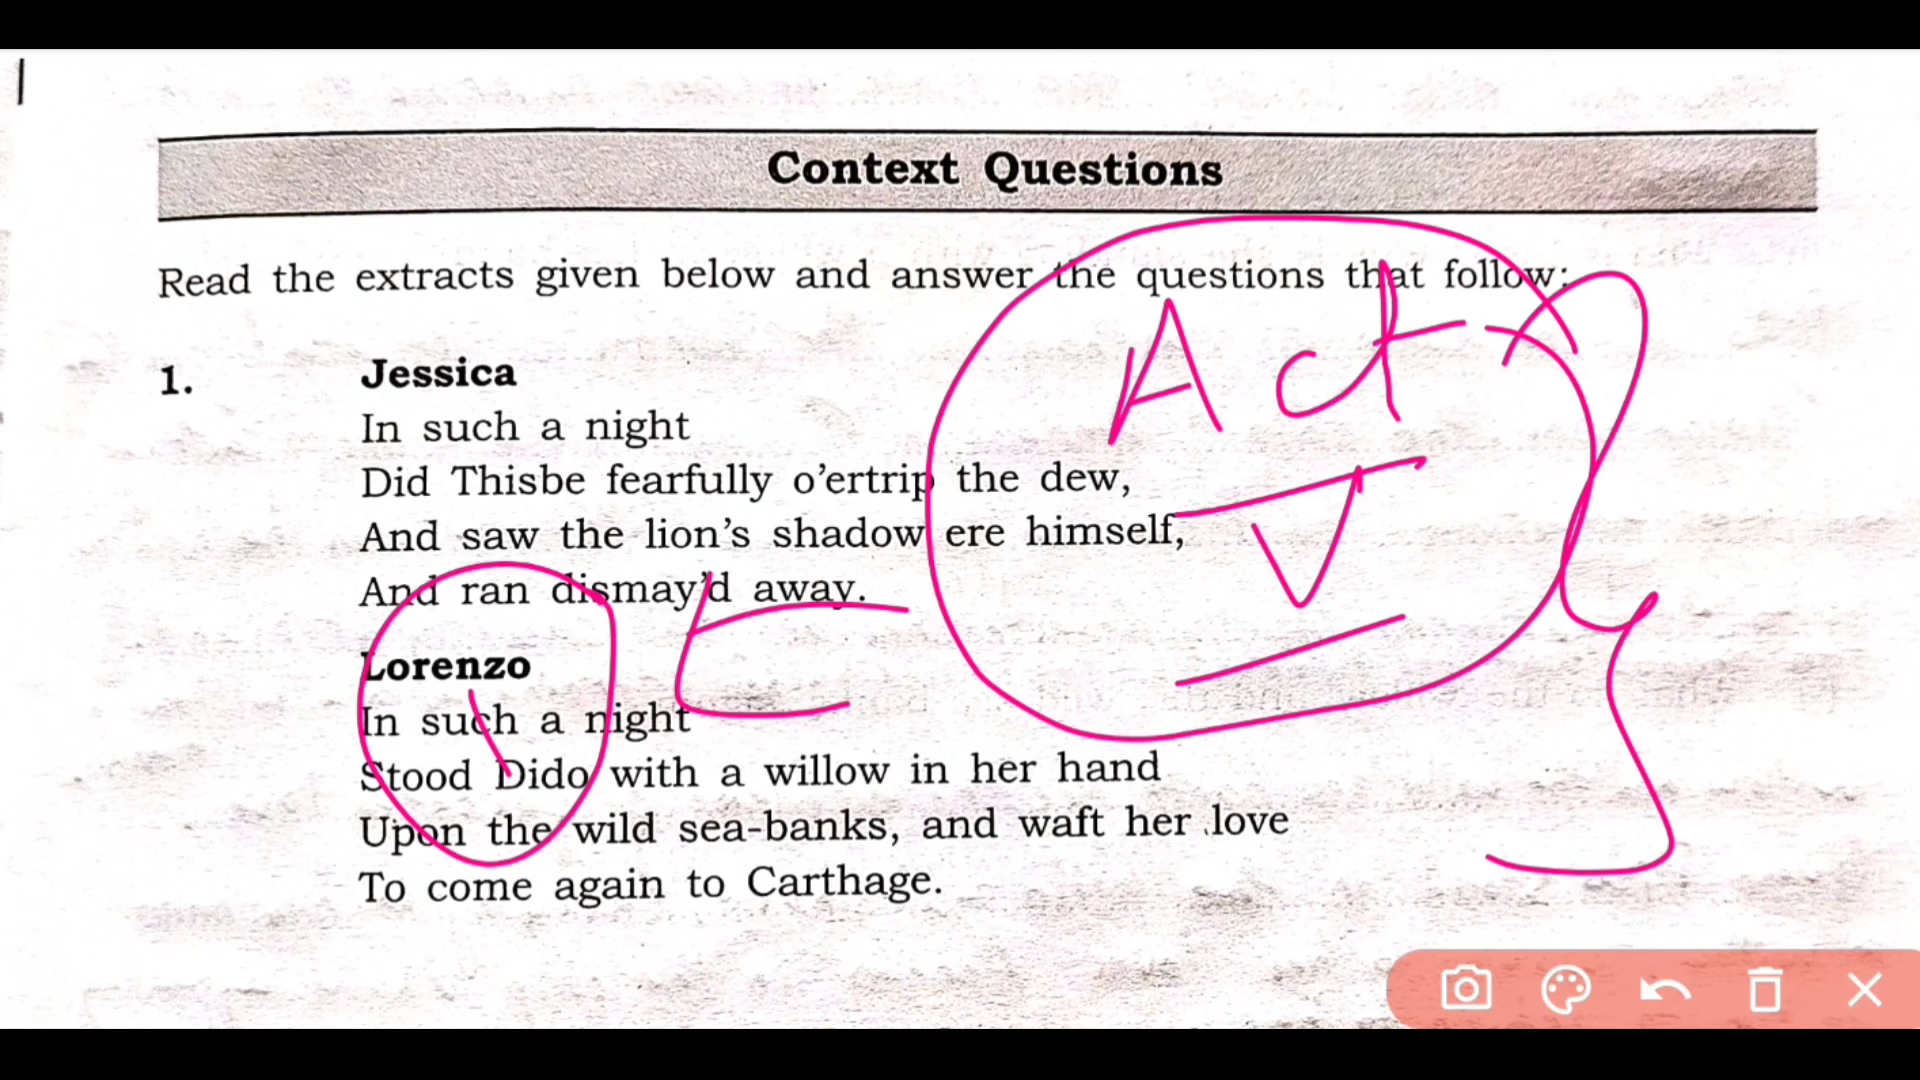 Context Questions
Read the extracts given below and answer the questions that follow:
Act
V
1. Jessica
In such a night
Did Thisbe fearfully o’ertrip the dew,
And saw the lion’s shadow ere himself,
And ran dismay’d away.
Lorenzo
In such a night
Stood Dido with a willow in her hand
Upon the wild sea-banks, and waft her love
To come again to Carthage.